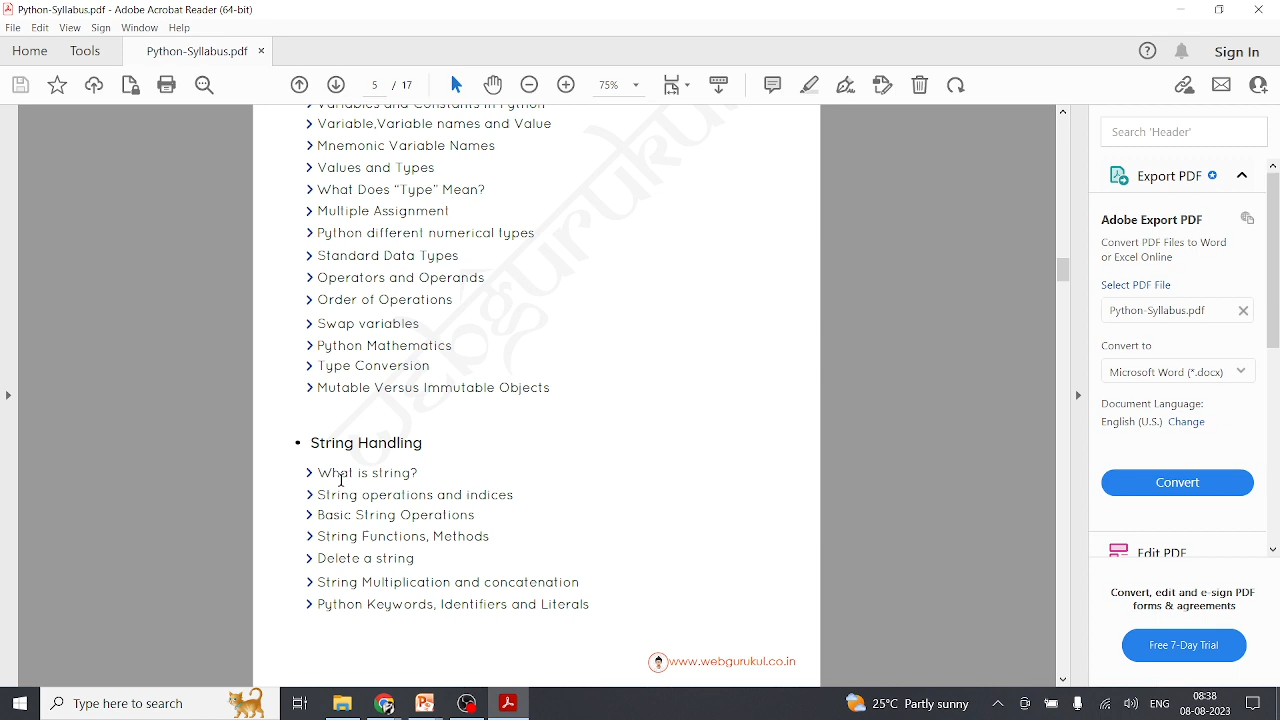 Python-Syllabus.pdf - Adobe Acrobat Reader (64-bit)
File Edit View Sign Window Help
Home Tools Python-Syllabus.pdf × Sign In
5 / 17 75%
Variables and Constants in Python
Variable,Variable names and Value
Mnemonic Variable Names
Values and Types
What Does "Type" Mean?
Multiple Assignment
Python different numerical types
Standard Data Types
Operators and Operands
Order of Operations
Swap variables
Python Mathematics
Type Conversion
Mutable Versus Immutable Objects
• String Handling
What is string?
String operations and indices
Basic String Operations
String Functions, Methods
Delete a string
String Multiplication and concatenation
Python Keywords, Identifiers and Literals
www.webgurukul.co.in
Search 'Header'
Export PDF
Adobe Export PDF
Convert PDF Files to Word
or Excel Online
Select PDF File
Python-Syllabus.pdf
Convert to
Microsoft Word (*.docx)
Document Language:
English (U.S.) Change
Convert
Edit PDF
Convert, edit and e-sign PDF
forms & agreements
Free 7-Day Trial
Type here to search
25°C Partly sunny
ENG
08:38
08-08-2023